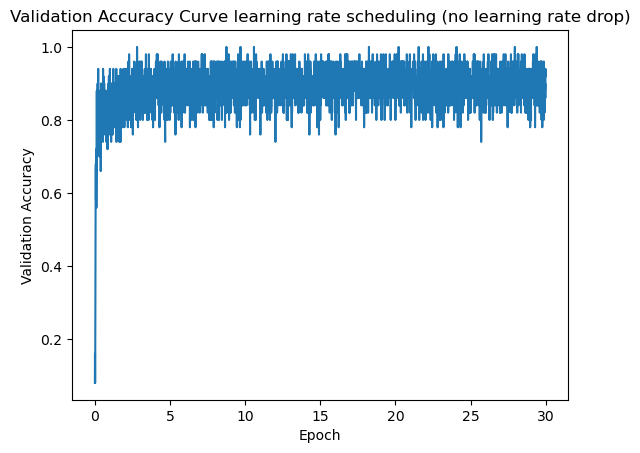 Validation Accuracy Curve learning rate scheduling (no learning rate drop)
1.0
0.8
0.6
0.4
0.2
Validation Accuracy
0 5 10 15 20 25 30
Epoch